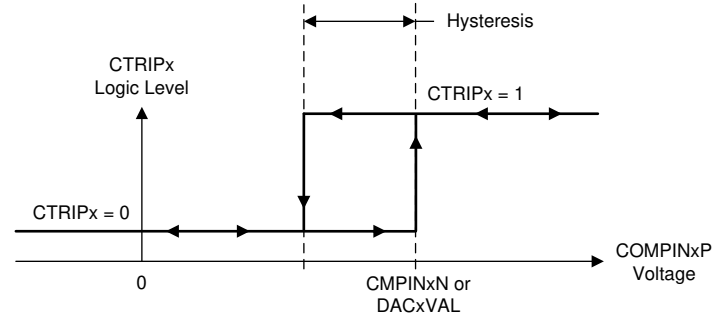 Hysteresis
CTRIPx
Logic Level
CTRIPx = 1
CTRIPx = 0
COMPINxP
Voltage
0
CMPINxN or
DACxVAL